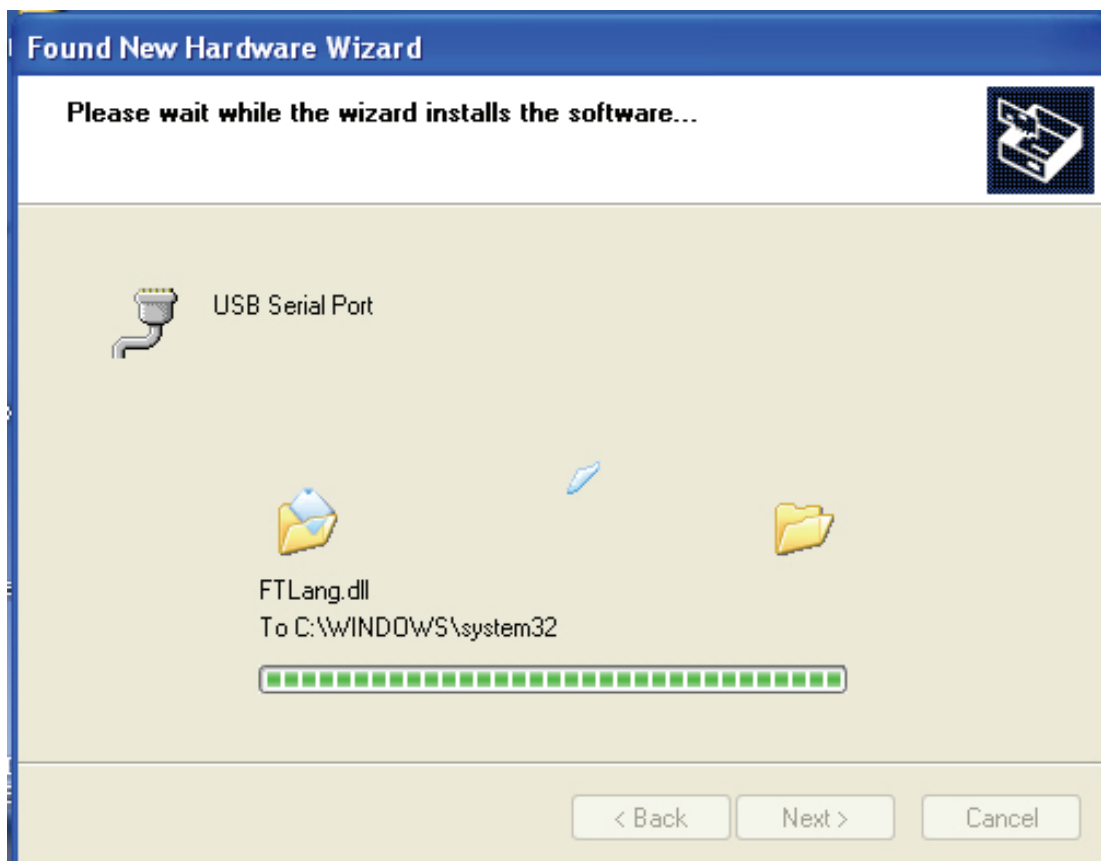 Found New Hardware Wizard
Please wait while the wizard installs the software...
USB Serial Port
FTLang.dll
To C:\WINDOWS\system32
< Back
Next >
Cancel